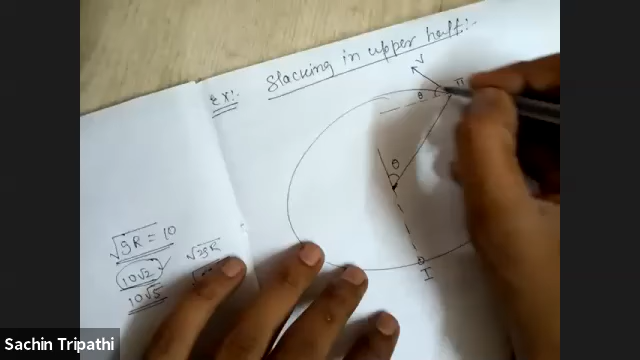 Slacking in upper half:-
Ex:-
V
θ
II
θ
I
√gR = 10
10√2
10√5
√3gR
Sachin Tripathi